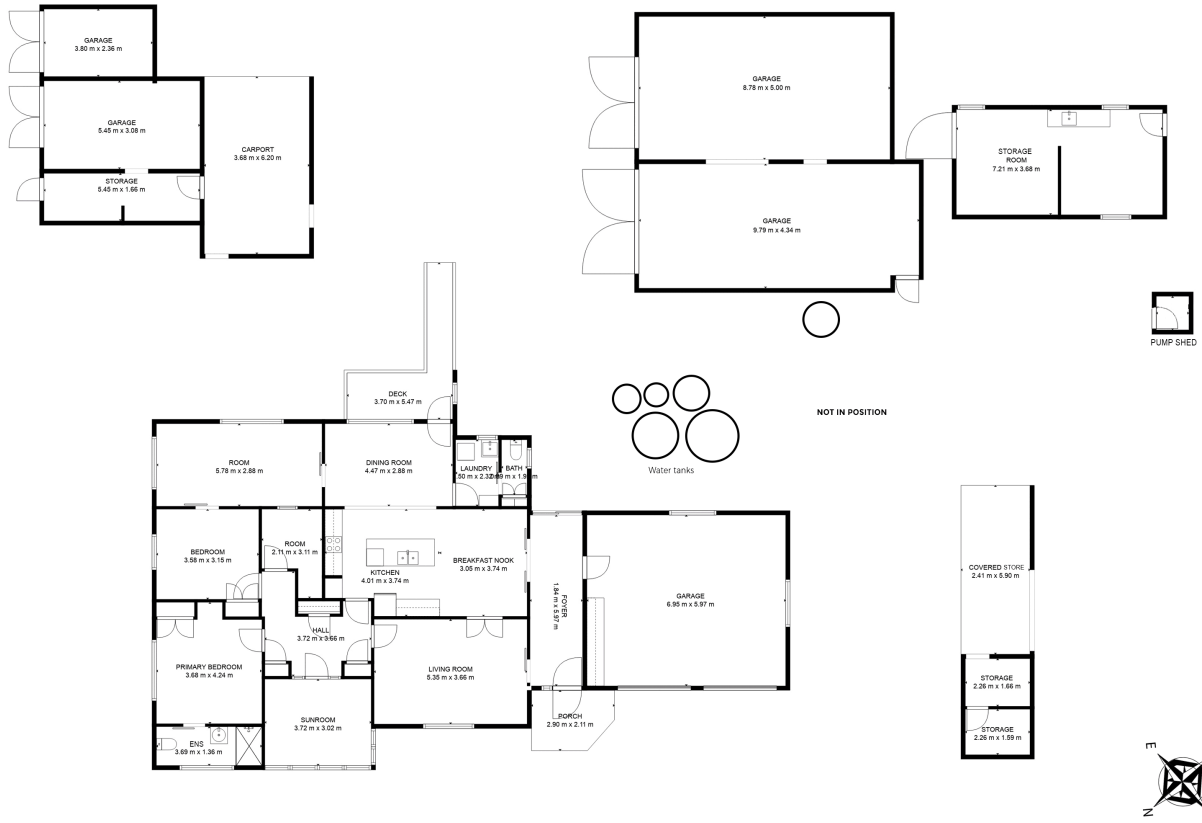 GARAGE
3.80 m x 2.36 m
GARAGE
5.45 m x 3.08 m
STORAGE
5.45 m x 1.66 m
CARPORT
3.68 m x 6.20 m
GARAGE
8.78 m x 5.00 m
GARAGE
9.79 m x 4.34 m
STORAGE
ROOM
7.21 m x 3.68 m
PUMP SHED
NOT IN POSITION
Water tanks
DECK
3.70 m x 5.47 m
ROOM
5.78 m x 2.88 m
DINING ROOM
4.47 m x 2.88 m
LAUNDRY
BATH
BEDROOM
3.58 m x 3.15 m
ROOM
2.11 m x 3.11 m
KITCHEN
4.01 m x 3.74 m
BREAKFAST NOOK
3.05 m x 3.74 m
FOYER
1.84 m x 5.97 m
GARAGE
6.95 m x 5.97 m
HALL
3.72 m x 3.66 m
PRIMARY BEDROOM
3.68 m x 4.24 m
LIVING ROOM
5.35 m x 3.66 m
SUNROOM
3.72 m x 3.02 m
ENS
3.69 m x 1.36 m
PORCH
2.90 m x 2.11 m
COVERED STORE
2.41 m x 5.90 m
STORAGE
2.26 m x 1.66 m
STORAGE
2.26 m x 1.59 m
E
N